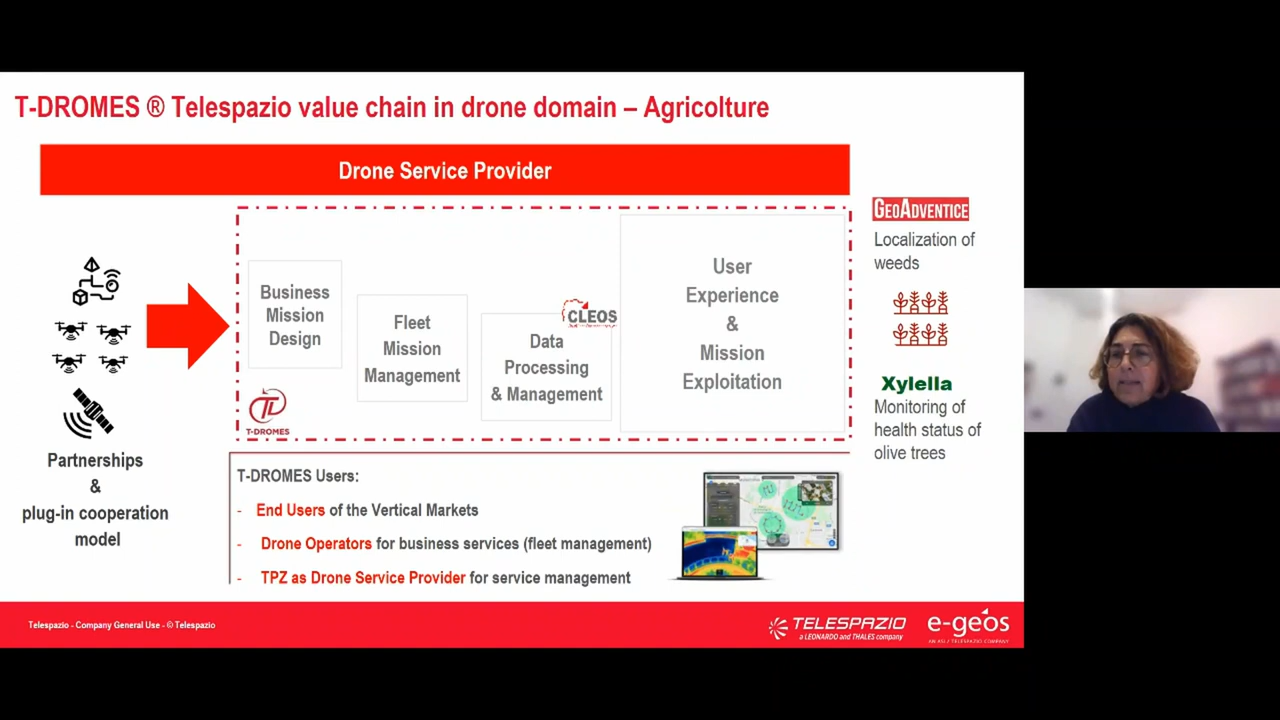 T-DROMES ® Telespazio value chain in drone domain – Agricolture
Drone Service Provider
Business
Mission
Design
Fleet
Mission
Management
CLEOS
Data
Processing
& Management
User
Experience
&
Mission
Exploitation
T-DROMES
GEOADVENTICE
Localization of
weeds
Xylella
Monitoring of
health status of
olive trees
Partnerships
&
plug-in cooperation
model
T-DROMES Users:
- End Users of the Vertical Markets
- Drone Operators for business services (fleet management)
- TPZ as Drone Service Provider for service management
Telespazio - Company General Use - © Telespazio
TELESPAZIO
a LEONARDO and THALES company
e-geos
AN ASI / TELESPAZIO COMPANY